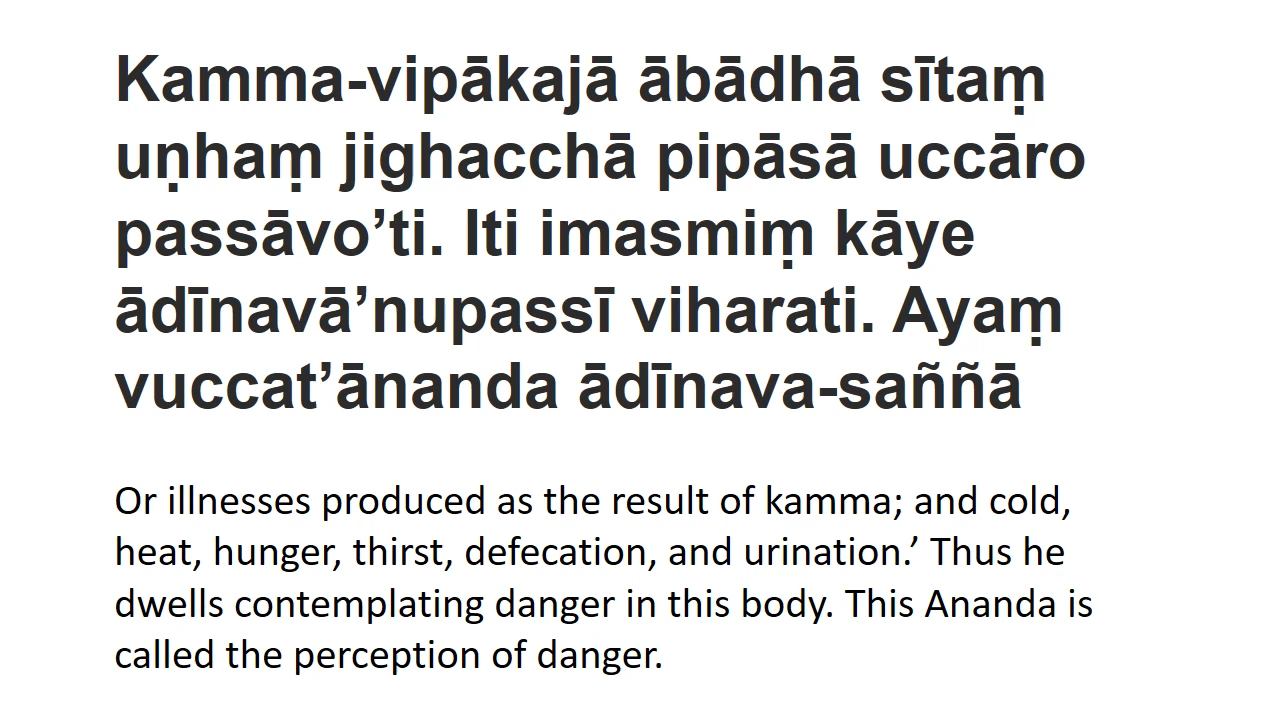 Kamma-vipākajā ābādhā sītaṃ
uṇhaṃ jighacchā pipāsā uccāro
passāvo’ti. Iti imasmiṃ kāye
ādīnavā’nupassī viharati. Ayaṃ
vuccat’ānanda ādīnava-saññā
Or illnesses produced as the result of kamma; and cold,
heat, hunger, thirst, defecation, and urination.’ Thus he
dwells contemplating danger in this body. This Ananda is
called the perception of danger.